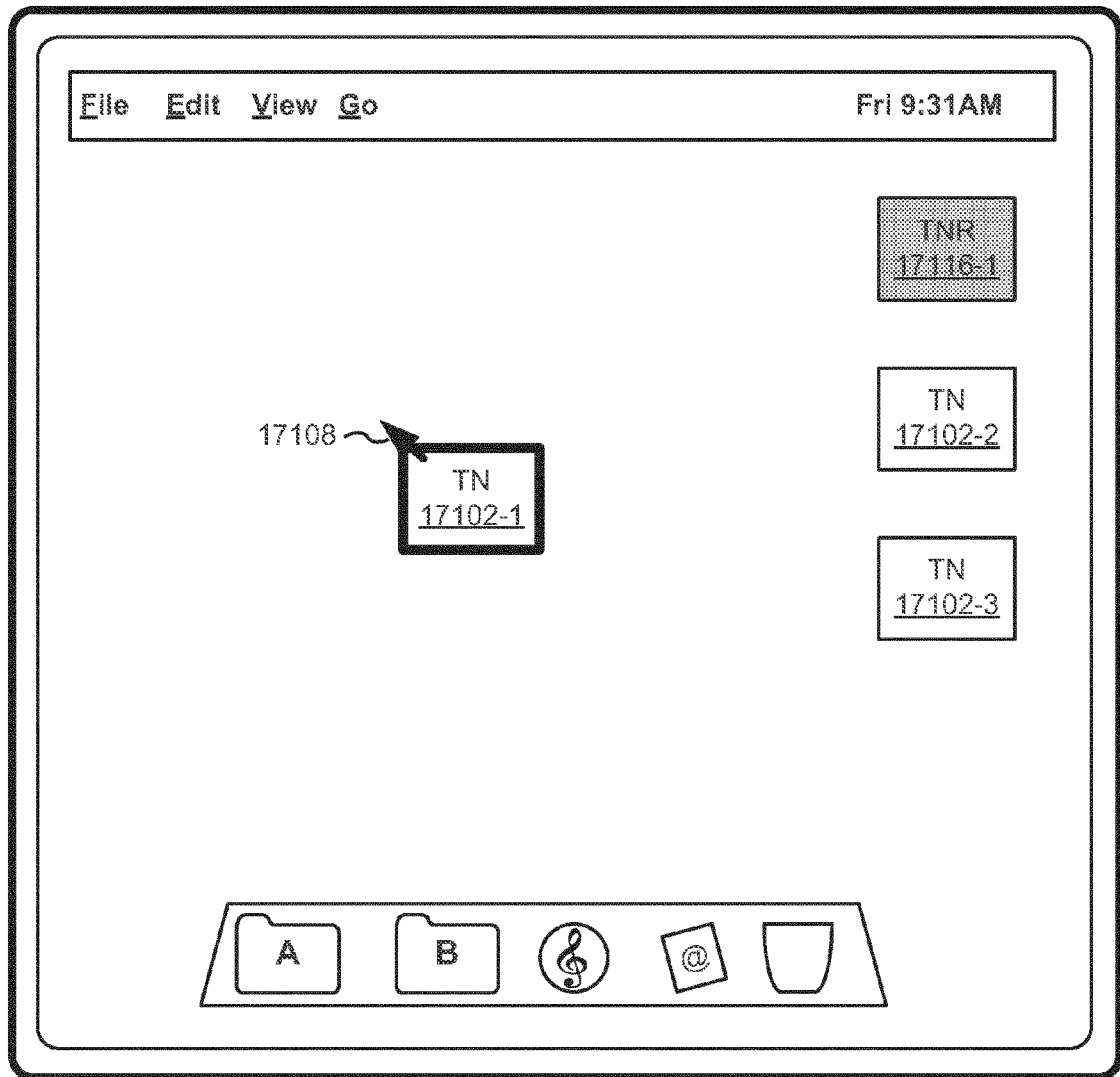 File Edit View Go Fri 9:31AM
TNR
17116-1
TN
17102-2
17108
TN
17102-1
TN
17102-3
A B @